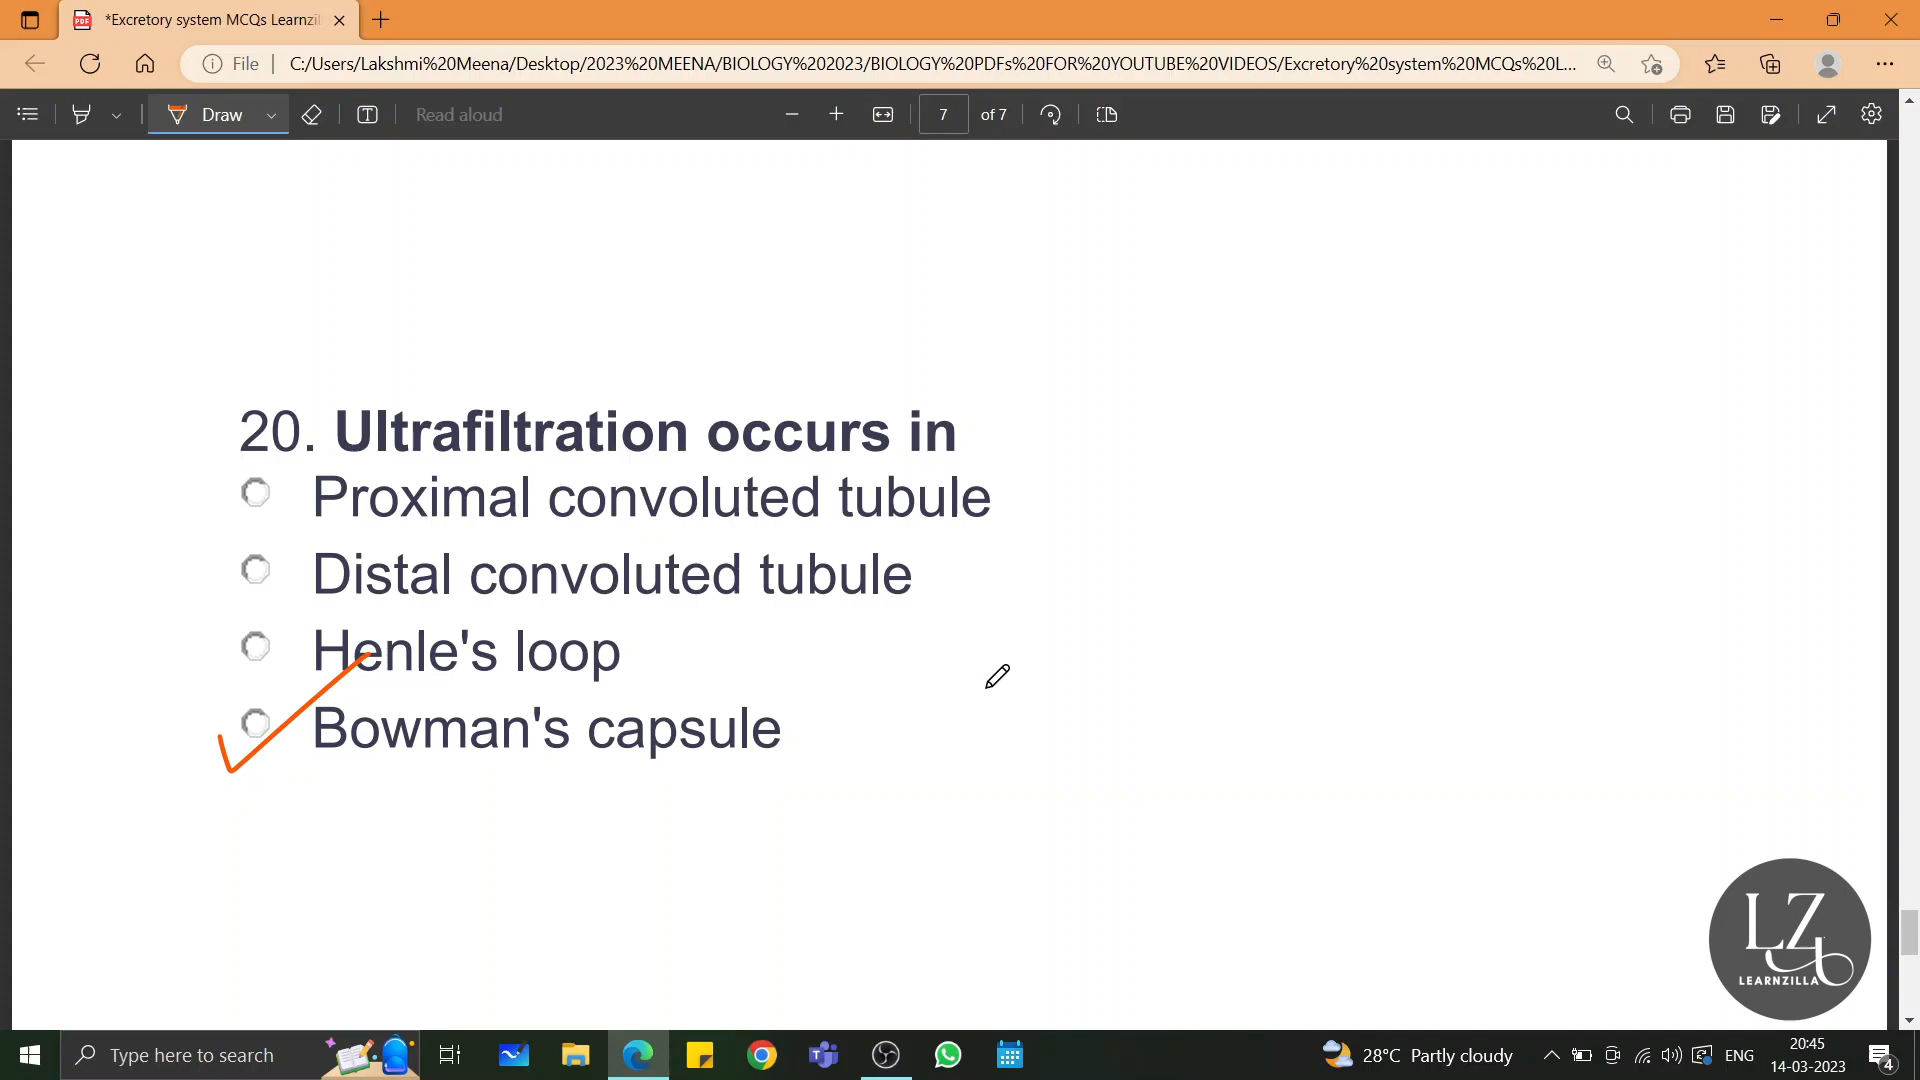 *Excretory system MCQs Learnzil
File
C:/Users/Lakshmi%20Meena/Desktop/2023%20MEENA/BIOLOGY%202023/BIOLOGY%20PDFs%20FOR%20YOUTUBE%20VIDEOS/Excretory%20system%20MCQs%20L...
Draw
Read aloud
7 of 7
20. Ultrafiltration occurs in
Proximal convoluted tubule
Distal convoluted tubule
Henle's loop
Bowman's capsule
LZ
LEARNZILLA
Type here to search
28°C Partly cloudy
ENG
20:45
14-03-2023
4